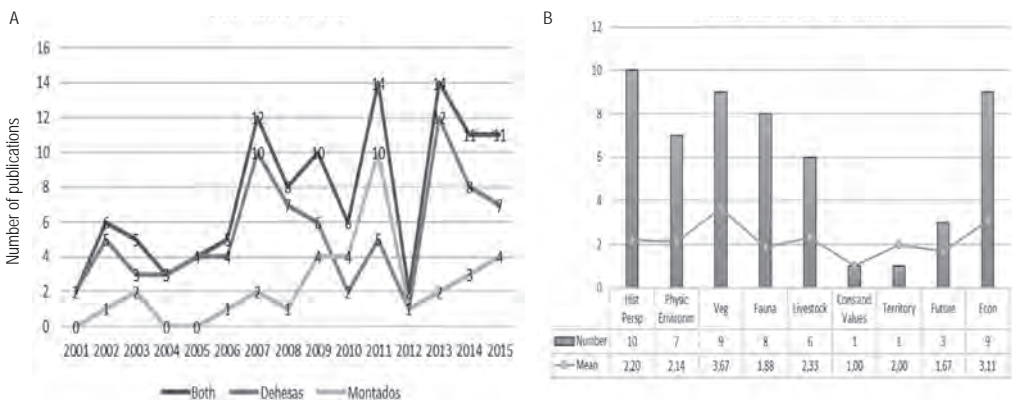 A
Number of publications
16
14
12
10
8
6
4
2
0
2 6 5 3 4 5 12 8 10 6 14 2 14 11 11
5 3 4 4 10 7 6 2 5 1 12 8 7
0 1 2 0 0 1 2 1 4 4 10 1 2 3 4
2001 2002 2003 2004 2005 2006 2007 2008 2009 2010 2011 2012 2013 2014 2015
Both Dehesas Montados
B
12
10
8
6
4
2
0
Hist Persp Physic Environm Veg Fauna Livestock Values Territory Future Econ
Number 10 7 9 8 6 1 1 3 9
Mean 2,20 2,14 3,67 1,88 2,33 1,00 2,00 1,67 3,11